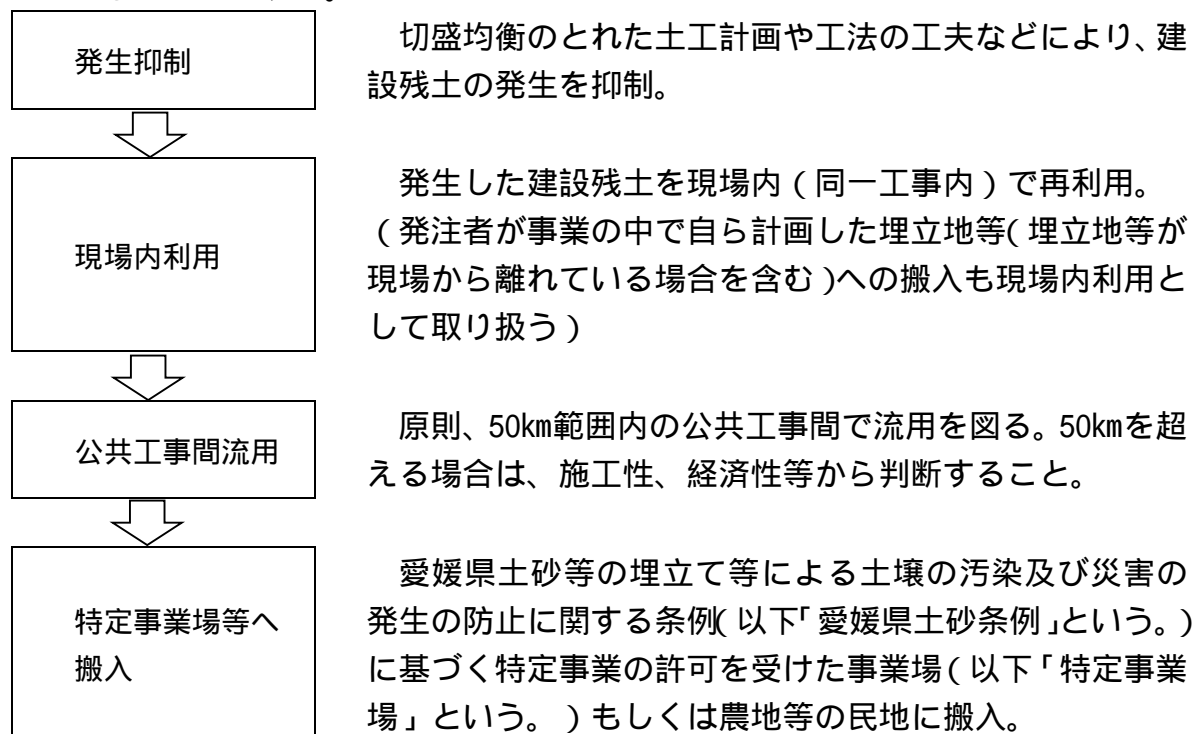 発生抑制
切盛均衡のとれた土工計画や工法の工夫などにより、建
設残土の発生を抑制。
現場内利用
発生した建設残土を現場内（同一工事内）で再利用。
（発注者が事業の中で自ら計画した埋立地等（埋立地等が
現場から離れている場合を含む）への搬入も現場内利用と
して取り扱う）
公共工事間流用
原則、50㎞範囲内の公共工事間で流用を図る。50㎞を超
える場合は、施工性、経済性等から判断すること。
特定事業場等へ
搬入
愛媛県土砂等の埋立て等による土壌の汚染及び災害の
発生の防止に関する条例（以下「愛媛県土砂条例」という。）
に基づく特定事業の許可を受けた事業場（以下「特定事業
場」という。）もしくは農地等の民地に搬入。